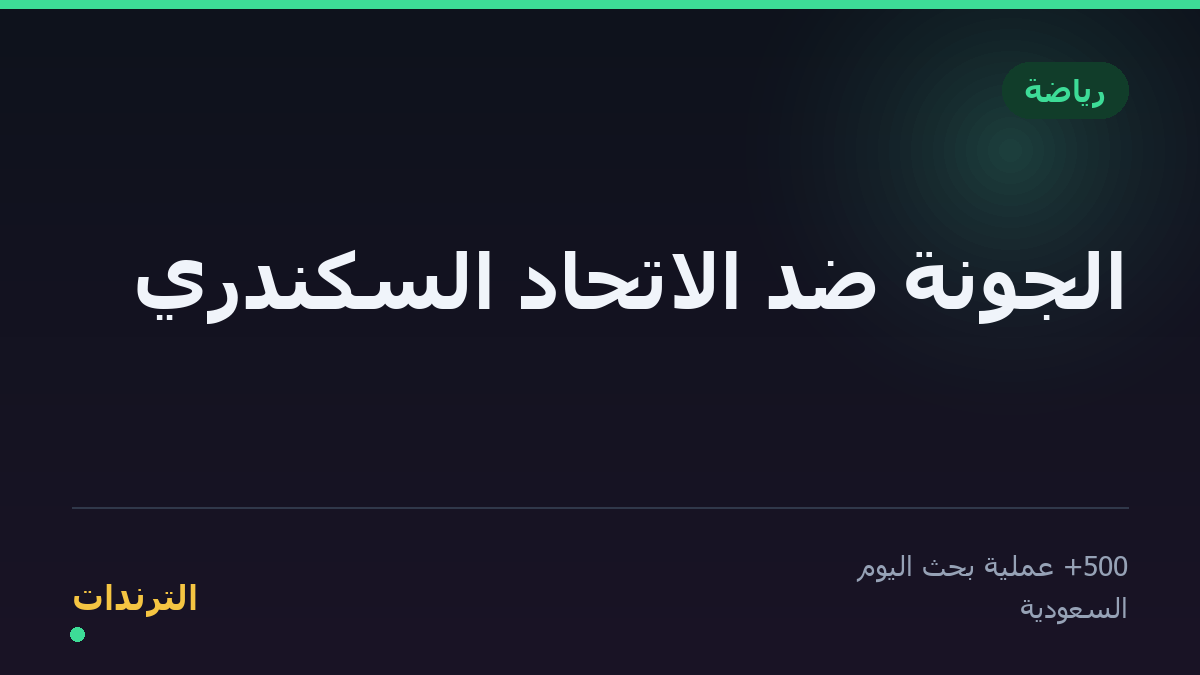 رياضة
الجونة ضد الاتحاد السكندري
500+ عملية بحث اليوم
السعودية
الترندات